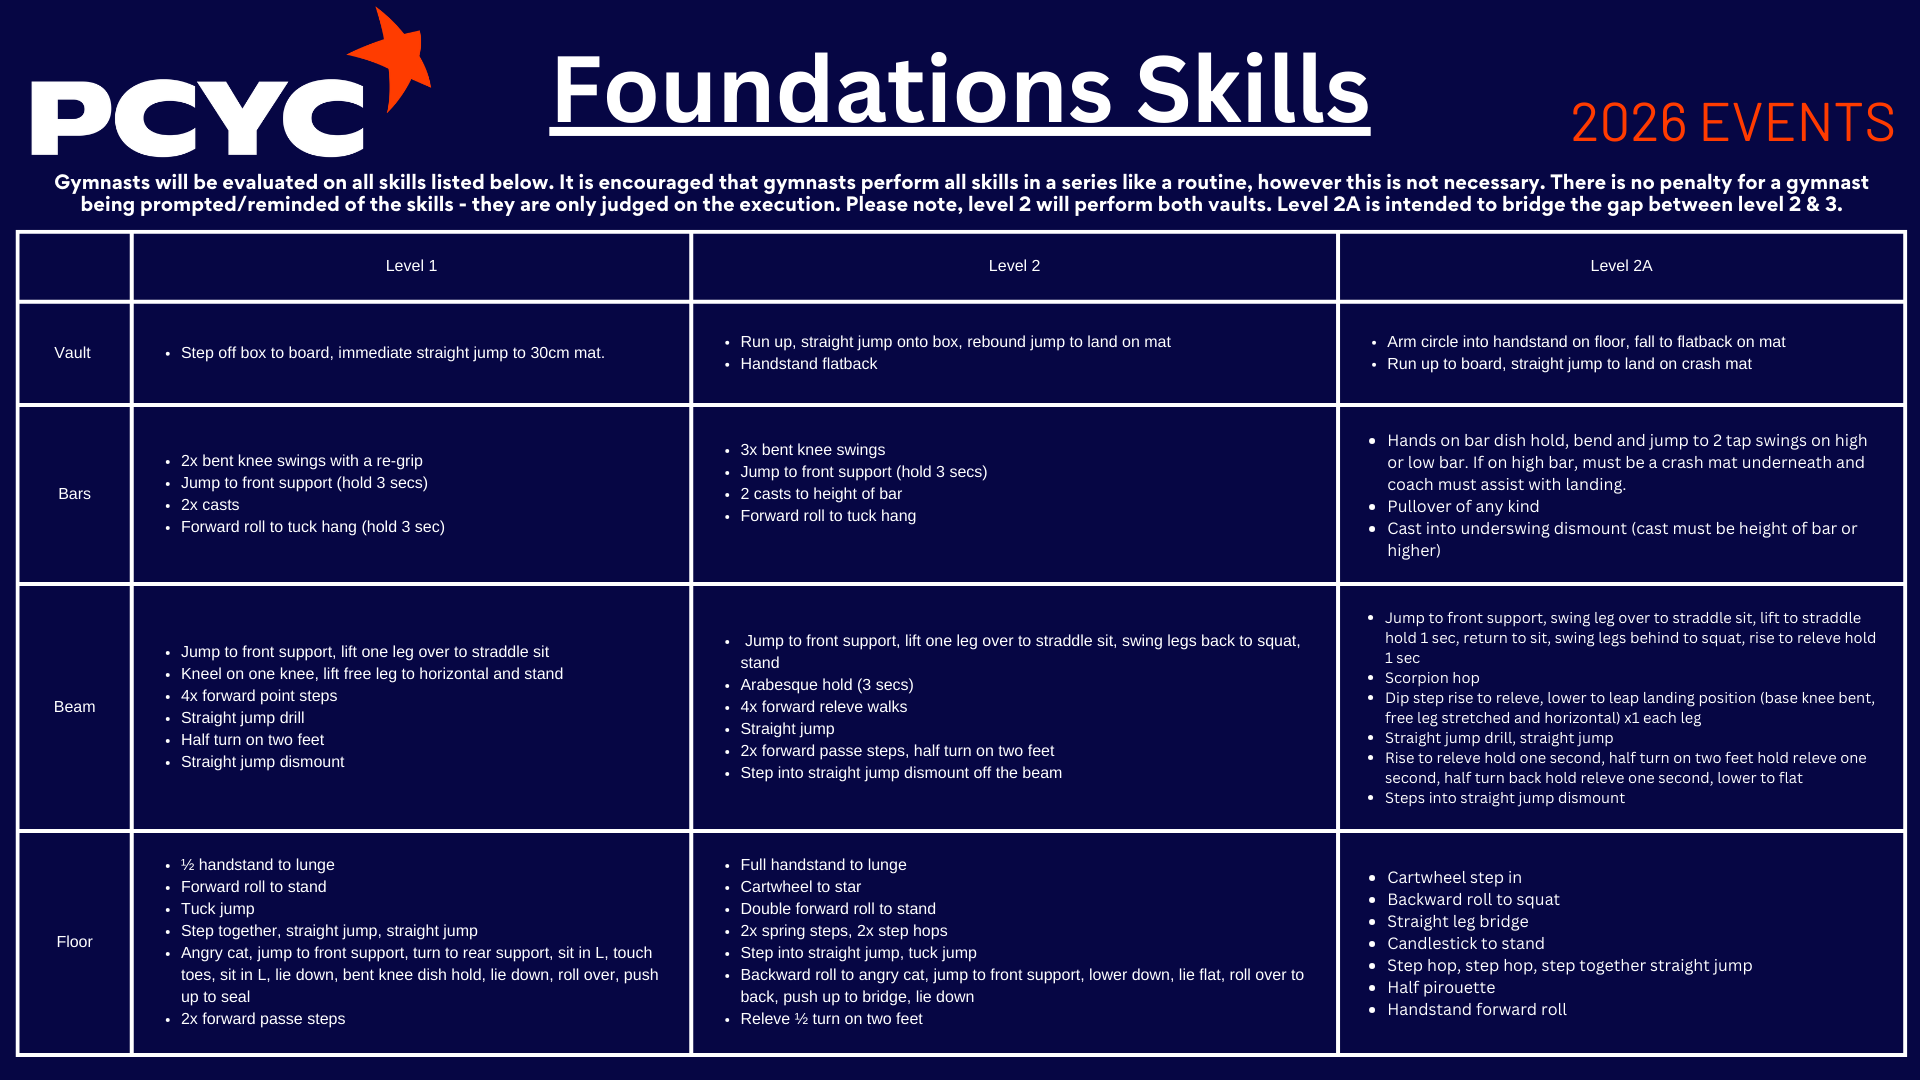 PCYC
Foundations Skills
2026 EVENTS
Gymnasts will be evaluated on all skills listed below. It is encouraged that gymnasts perform all skills in a series like a routine, however this is not necessary. There is no penalty for a gymnast
being prompted/reminded of the skills - they are only judged on the execution. Please note, level 2 will perform both vaults. Level 2A is intended to bridge the gap between level 2 & 3.
Level 1
Level 2
Level 2A
Vault
• Step off box to board, immediate straight jump to 30cm mat.
• Run up, straight jump onto box, rebound jump to land on mat
• Handstand flatback
• Arm circle into handstand on floor, fall to flatback on mat
• Run up to board, straight jump to land on crash mat
Bars
• 2x bent knee swings with a re-grip
• Jump to front support (hold 3 secs)
• 2x casts
• Forward roll to tuck hang (hold 3 sec)
• 3x bent knee swings
• Jump to front support (hold 3 secs)
• 2 casts to height of bar
• Forward roll to tuck hang
• Hands on bar dish hold, bend and jump to 2 tap swings on high
or low bar. If on high bar, must be a crash mat underneath and
coach must assist with landing.
• Pullover of any kind
• Cast into underswing dismount (cast must be height of bar or
higher)
Beam
• Jump to front support, lift one leg over to straddle sit
• Kneel on one knee, lift free leg to horizontal and stand
• 4x forward point steps
• Straight jump drill
• Half turn on two feet
• Straight jump dismount
• Jump to front support, lift one leg over to straddle sit, swing legs back to squat,
stand
• Arabesque hold (3 secs)
• 4x forward releve walks
• Straight jump
• 2x forward passe steps, half turn on two feet
• Step into straight jump dismount off the beam
• Jump to front support, swing leg over to straddle sit, lift to straddle
hold 1 sec, return to sit, swing legs behind to squat, rise to releve hold
1 sec
• Scorpion hop
• Dip step rise to releve, lower to leap landing position (base knee bent,
free leg stretched and horizontal) x1 each leg
• Straight jump drill, straight jump
• Rise to releve hold one second, half turn on two feet hold releve one
second, half turn back hold releve one second, lower to flat
• Steps into straight jump dismount
Floor
• ½ handstand to lunge
• Forward roll to stand
• Tuck jump
• Step together, straight jump, straight jump
• Angry cat, jump to front support, turn to rear support, sit in L, touch
toes, sit in L, lie down, bent knee dish hold, lie down, roll over, push
up to seal
• 2x forward passe steps
• Full handstand to lunge
• Cartwheel to star
• Double forward roll to stand
• 2x spring steps, 2x step hops
• Step into straight jump, tuck jump
• Backward roll to angry cat, jump to front support, lower down, lie flat, roll over to
back, push up to bridge, lie down
• Releve ½ turn on two feet
• Cartwheel step in
• Backward roll to squat
• Straight leg bridge
• Candlestick to stand
• Step hop, step hop, step together straight jump
• Half pirouette
• Handstand forward roll